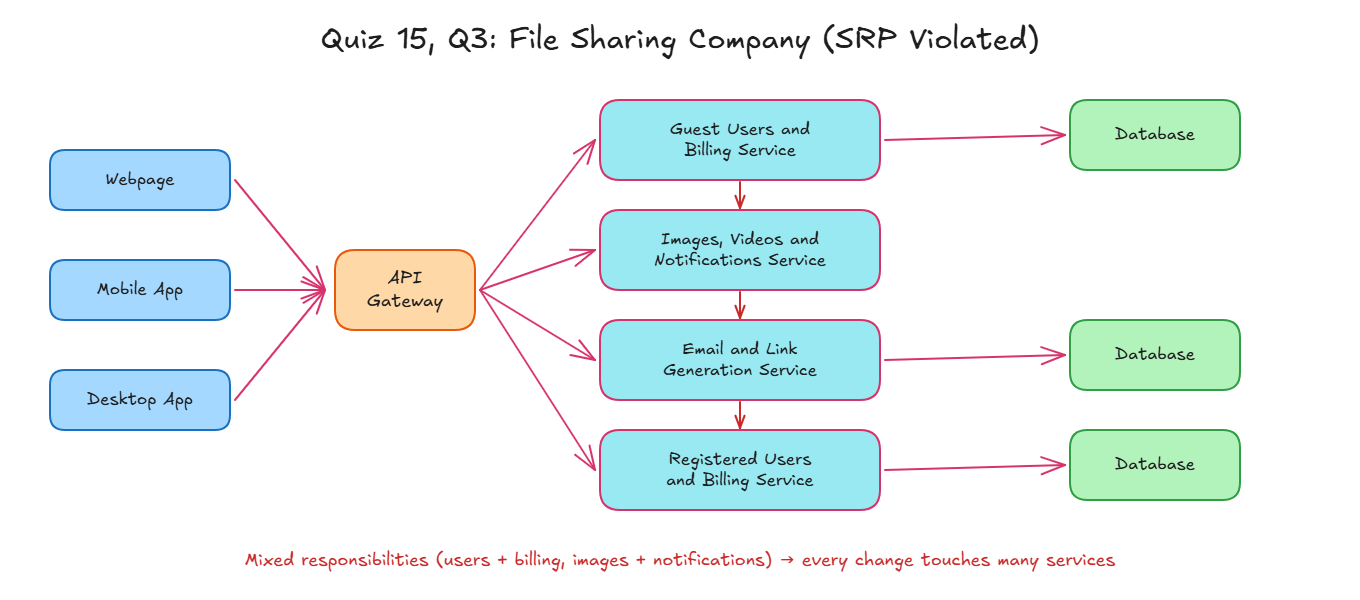 Quiz 15, Q3: File Sharing Company (SRP Violated)
Webpage
Mobile App
Desktop App
API
Gateway
Guest Users and
Billing Service
Images, Videos and
Notifications Service
Email and Link
Generation Service
Registered Users
and Billing Service
Database
Database
Database
Mixed responsibilities (users + billing, images + notifications) → every change touches many services